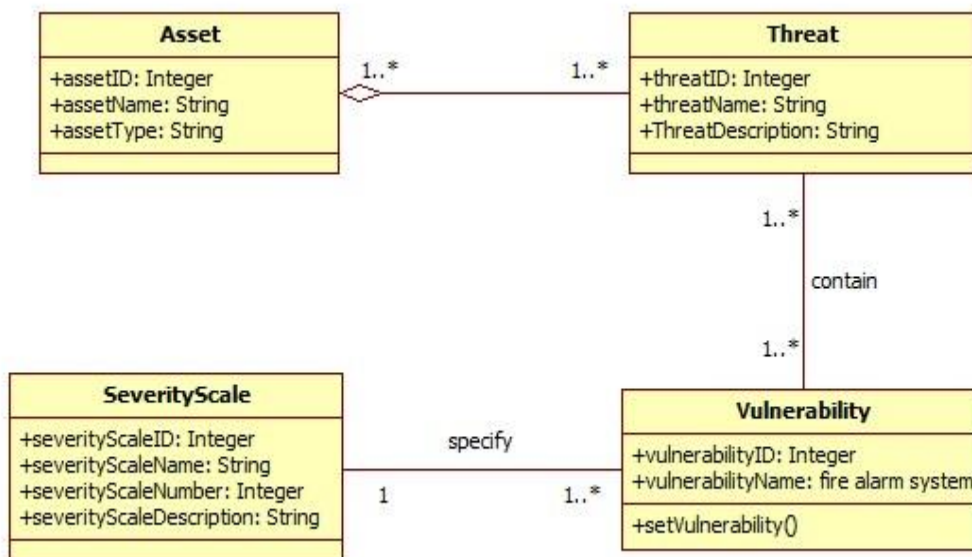 Asset
+assetID: Integer
+assetName: String
+assetType: String
1..*
1..*
Threat
+threatID: Integer
+threatName: String
+ThreatDescription: String
1..*
contain
1..*
SeverityScale
+severityScaleID: Integer
+severityScaleName: String
+severityScaleNumber: Integer
+severityScaleDescription: String
specify
1
1..*
Vulnerability
+vulnerabilityID: Integer
+vulnerabilityName: fire alarm system
+setVulnerability()